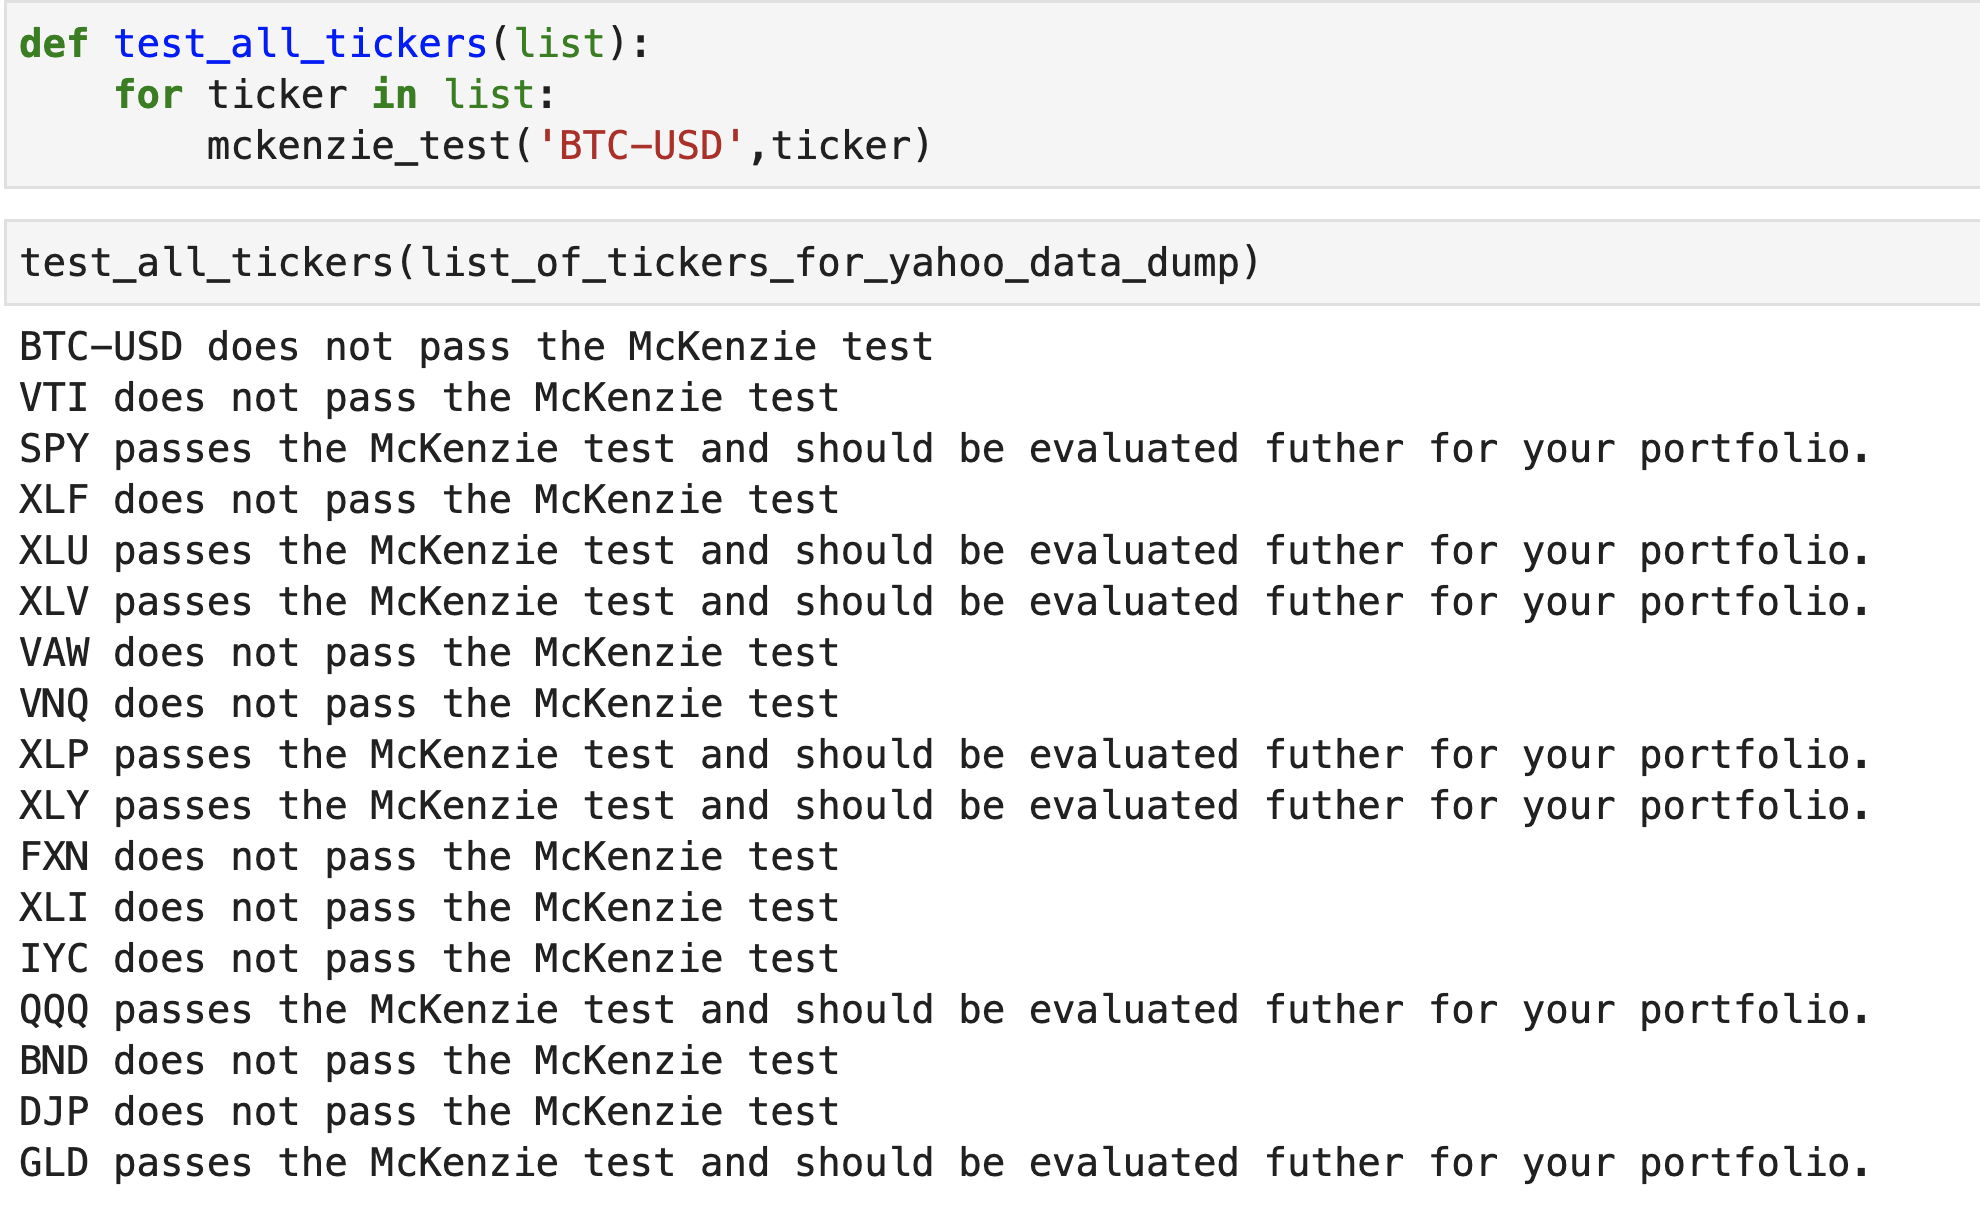 def test_all_tickers(list):
    for ticker in list:
        mckenzie_test('BTC-USD',ticker)
test_all_tickers(list_of_tickers_for_yahoo_data_dump)
BTC-USD does not pass the McKenzie test
VTI does not pass the McKenzie test
SPY passes the McKenzie test and should be evaluated futher for your portfolio.
XLF does not pass the McKenzie test
XLU passes the McKenzie test and should be evaluated futher for your portfolio.
XLV passes the McKenzie test and should be evaluated futher for your portfolio.
VAW does not pass the McKenzie test
VNQ does not pass the McKenzie test
XLP passes the McKenzie test and should be evaluated futher for your portfolio.
XLY passes the McKenzie test and should be evaluated futher for your portfolio.
FXN does not pass the McKenzie test
XLI does not pass the McKenzie test
IYC does not pass the McKenzie test
QQQ passes the McKenzie test and should be evaluated futher for your portfolio.
BND does not pass the McKenzie test
DJP does not pass the McKenzie test
GLD passes the McKenzie test and should be evaluated futher for your portfolio.